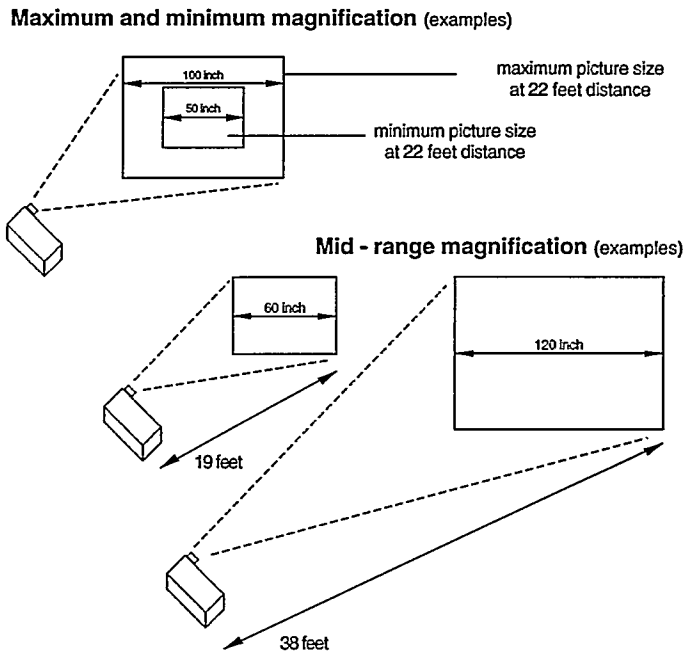 Maximum and minimum magnification (examples)
100 inch
maximum picture size
at 22 feet distance
50 inch
minimum picture size
at 22 feet distance
Mid - range magnification (examples)
60 inch
120 inch
19 feet
38 feet